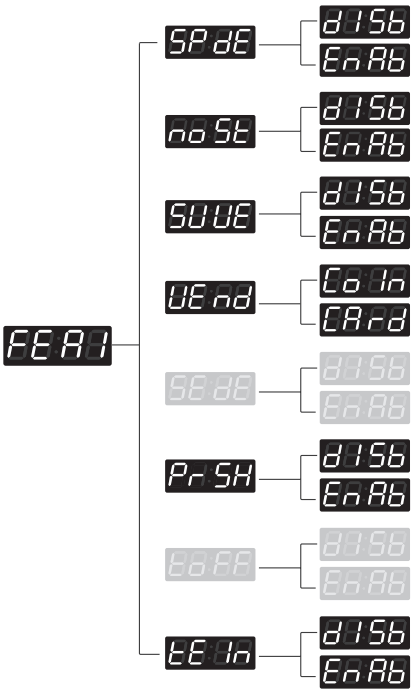 SPdE
dISb
EnAb
noSt
dISb
EnAb
SUUE
dISb
EnAb
UEnd
CoIn
CArd
FEA1
SEdE
dISb
EnAb
PrSH
dISb
EnAb
toFF
dISb
EnAb
tEIn
dISb
EnAb